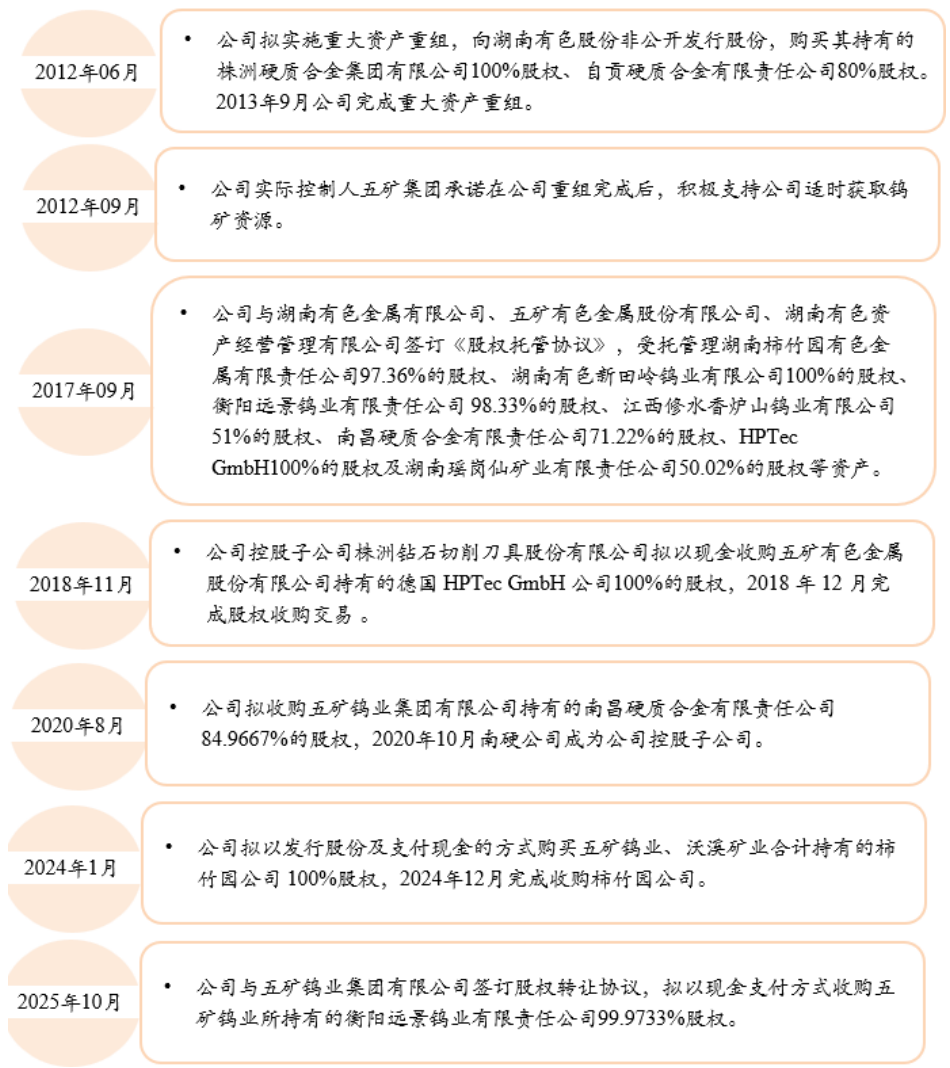 2012年06月
• 公司拟实施重大资产重组，向湖南有色股份非公开发行股份，购买其持有的
株洲硬质合金集团有限公司100%股权、自贡硬质合金有限责任公司80%股权。
2013年9月公司完成重大资产重组。
2012年09月
• 公司实际控制人五矿集团承诺在公司重组完成后，积极支持公司适时获取钨
矿资源。
2017年09月
• 公司与湖南有色金属有限公司、五矿有色金属股份有限公司、湖南有色资
产经营管理有限公司签订《股权托管协议》，受托管理湖南柿竹园有色金
属有限责任公司97.36%的股权、湖南有色新田岭钨业有限公司100%的股权、
衡阳远景钨业有限责任公司 98.33%的股权、江西修水香炉山钨业有限公司
51%的股权、南昌硬质合金有限责任公司71.22%的股权、HPTec
GmbH100%的股权及湖南瑶岗仙矿业有限责任公司50.02%的股权等资产。
2018年11月
• 公司控股子公司株洲钻石切削刀具股份有限公司拟以现金收购五矿有色金属
股份有限公司持有的德国 HPTec GmbH 公司100%的股权，2018 年 12 月完
成股权收购交易 。
2020年8月
• 公司拟收购五矿钨业集团有限公司持有的南昌硬质合金有限责任公司
84.9667%的股权，2020年10月南硬公司成为公司控股子公司。
2024年1月
• 公司拟以发行股份及支付现金的方式购买五矿钨业、沃溪矿业合计持有的柿
竹园公司 100%股权，2024年12月完成收购柿竹园公司。
2025年10月
• 公司与五矿钨业集团有限公司签订股权转让协议，拟以现金支付方式收购五
矿钨业所持有的衡阳远景钨业有限责任公司99.9733%股权。